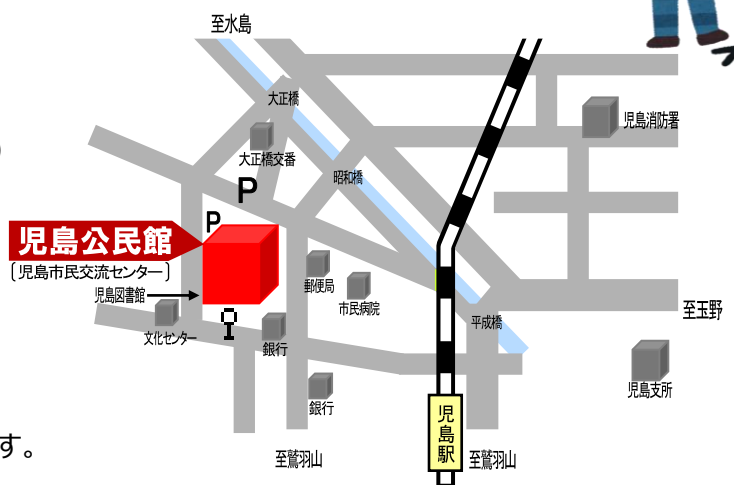 至水島
大正橋
児島消防署
大正橋交番
昭和橋
P
P
児島公民館
〔児島市民交流センター〕
児島図書館
郵便局
市民病院
至玉野
平成橋
文化センター
銀行
児島支所
銀行
児島駅
す。
至鷲羽山
至鷲羽山